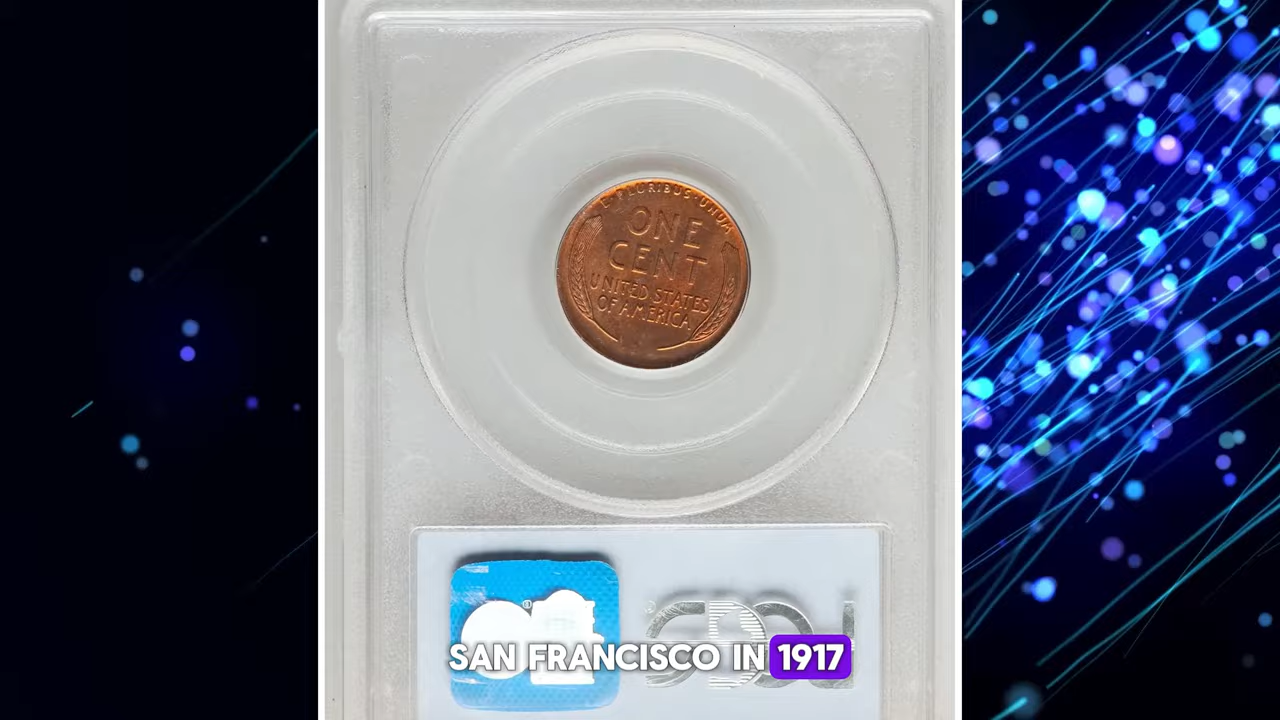 E·PLURIBUS·UNUM
ONE
CENT
UNITED STATES
OF AMERICA
SAN FRANCISCO IN 1917